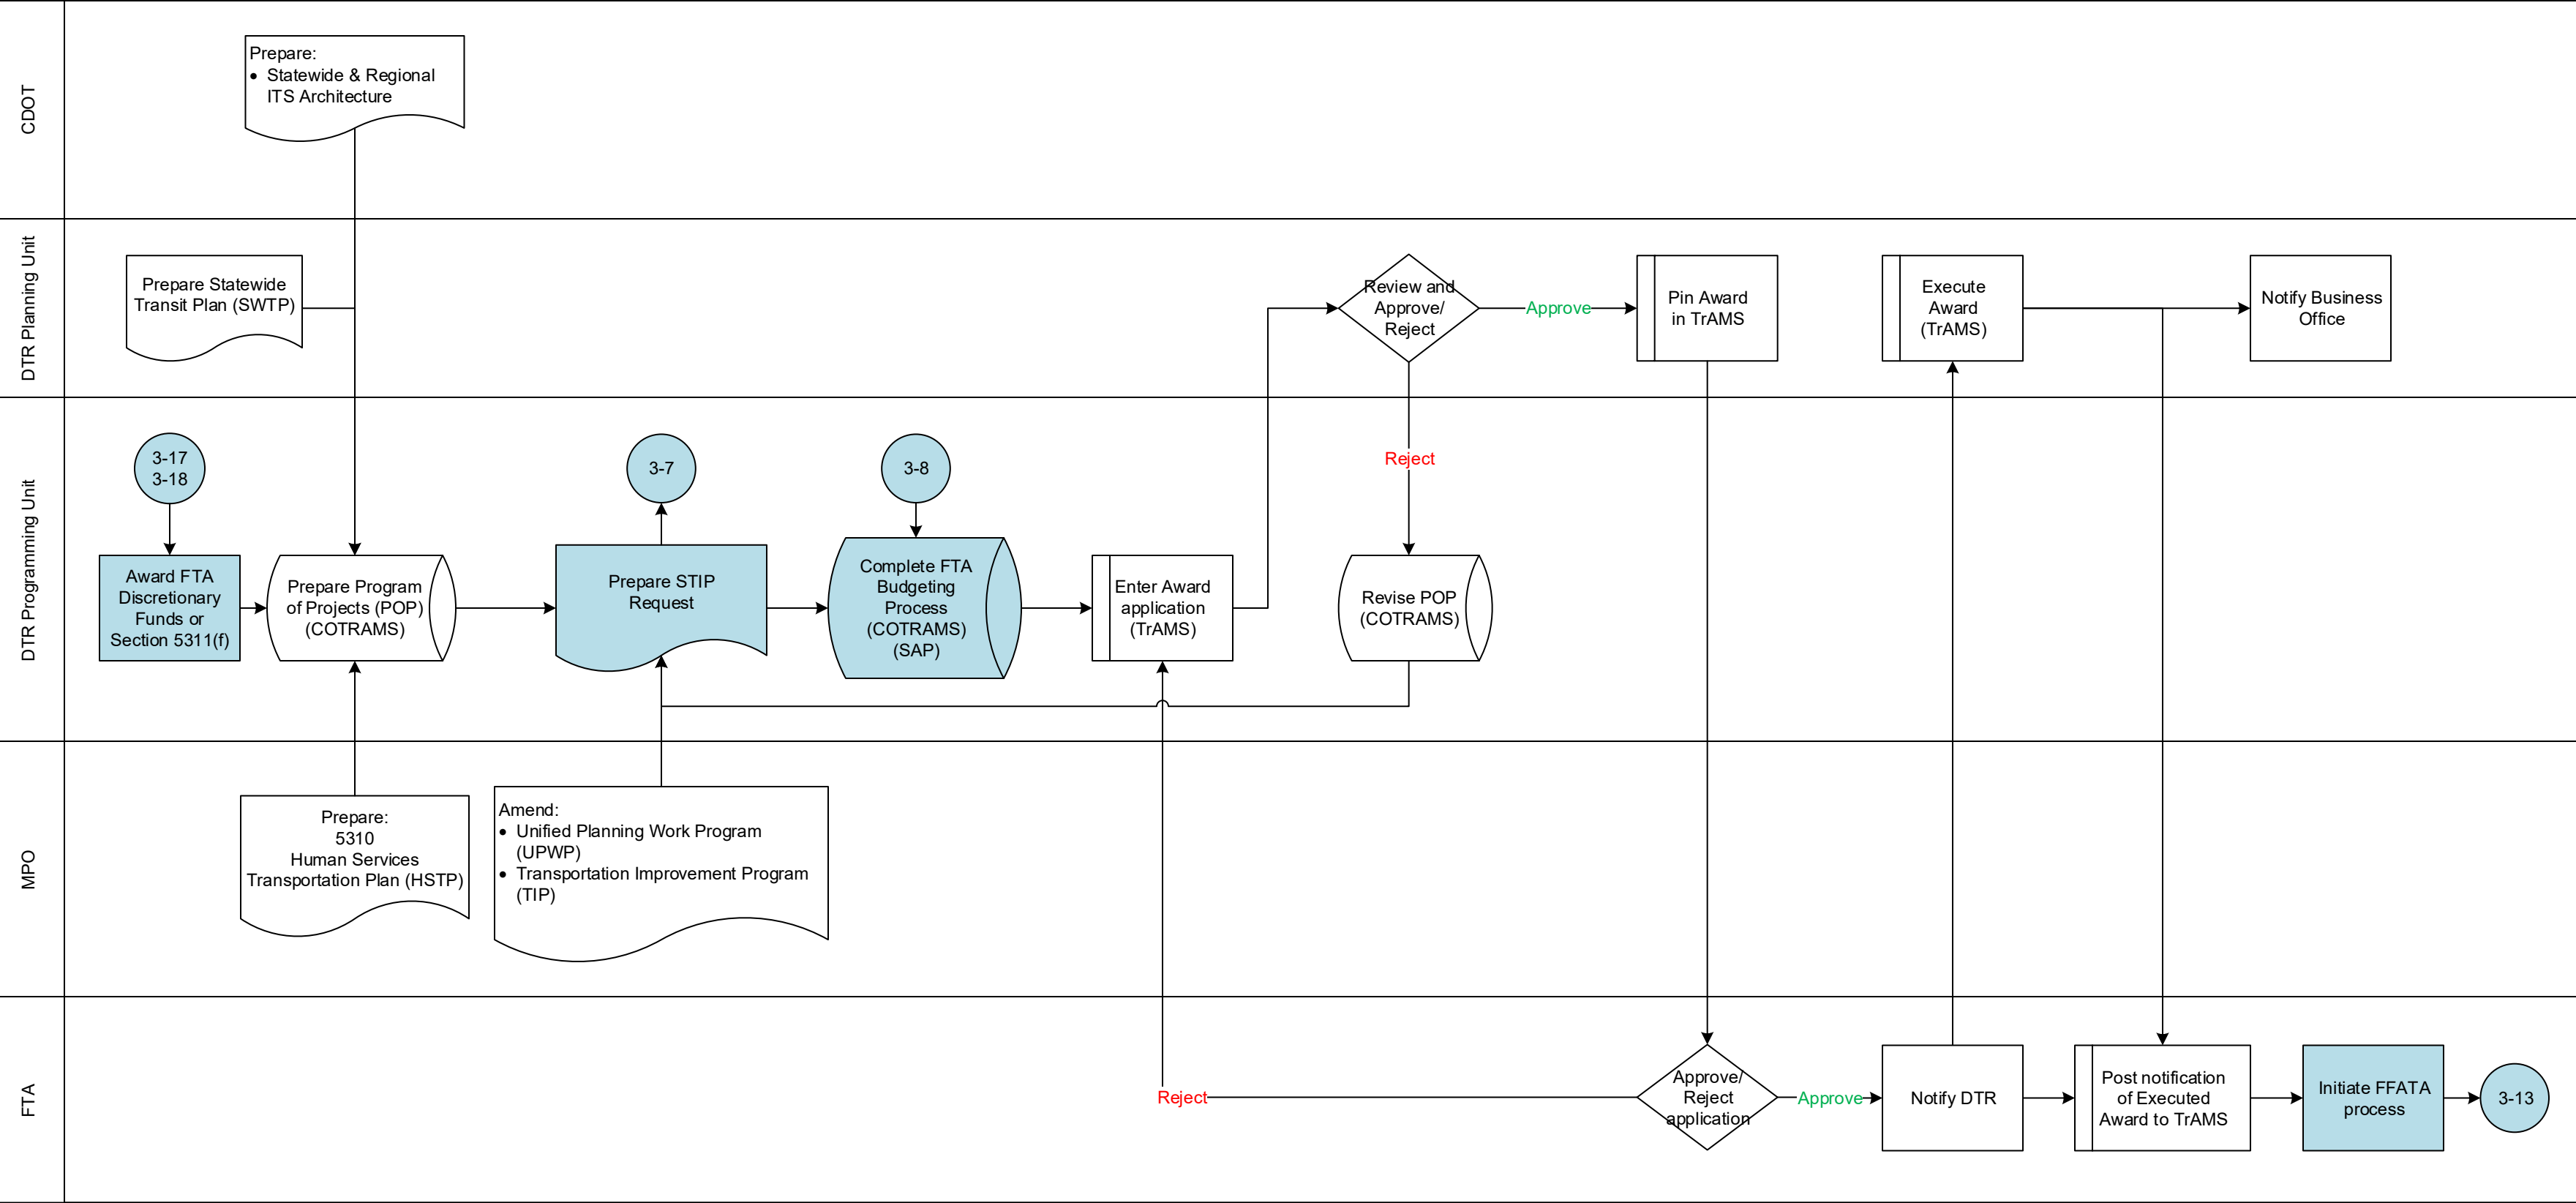 CDOT
Prepare:
• Statewide & Regional
ITS Architecture
DTR Planning Unit
Prepare Statewide
Transit Plan (SWTP)
Review and
Approve/
Reject
Approve
Pin Award
in TrAMS
Execute
Award
(TrAMS)
Notify Business
Office
DTR Programming Unit
3-17
3-18
3-7
3-8
Reject
Award FTA
Discretionary
Funds or
Section 5311(f)
Prepare Program
of Projects (POP)
(COTRAMS)
Prepare STIP
Request
Complete FTA
Budgeting
Process
(COTRAMS)
(SAP)
Enter Award
application
(TrAMS)
Revise POP
(COTRAMS)
MPO
Prepare:
5310
Human Services
Transportation Plan (HSTP)
Amend:
• Unified Planning Work Program
(UPWP)
• Transportation Improvement Program
(TIP)
FTA
Reject
Approve/
Reject
application
Approve
Notify DTR
Post notification
of Executed
Award to TrAMS
Initiate FFATA
process
3-13